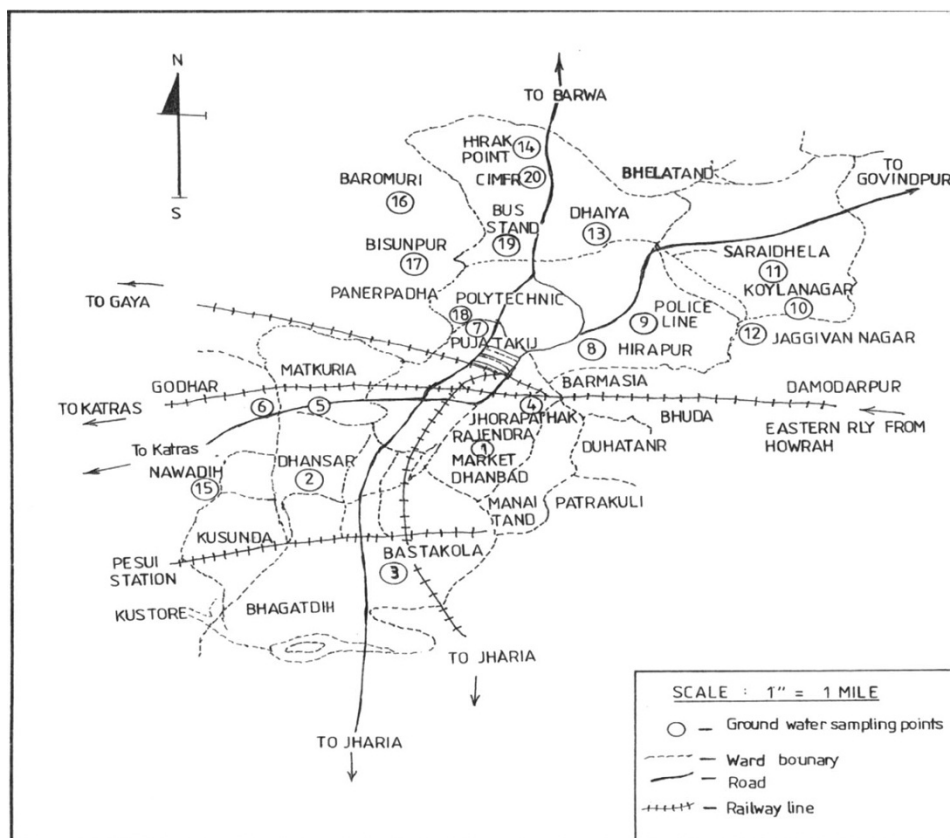 N
S
TO BARWA
HIRAK
POINT
14
CIMFR
20
BHELATAND
TO
GOVINDPUR
BAROMURI
16
BUS
STAND
19
DHAIYA
13
BISUNPUR
17
SARAIDHELA
11
KOYLANAGAR
10
PANERPADHA
TO GAYA
POLYTECHNIC
18
7
POLICE
LINE
9
12
JAGGIVAN NAGAR
PUJA TAKIJ
8
HIRAPUR
MATKURIA
BARMASIA
GODHAR
DAMODARPUR
TO KATRAS
6
5
4
BHUDA
EASTERN RLY FROM
HOWRAH
JHORAPATHAK
RAJENDRA
1
MARKET
DHANBAD
DUHATANR
To Katras
NAWADIH
15
DHANSAR
2
MANAI
TAND
PATRAKULI
KUSUNDA
PESUI
STATION
BASTAKOLA
3
KUSTORE
BHAGATDIH
TO JHARIA
TO JHARIA
SCALE : 1" = 1 MILE
– Ground water sampling points
– Ward bounary
– Road
– Railway line